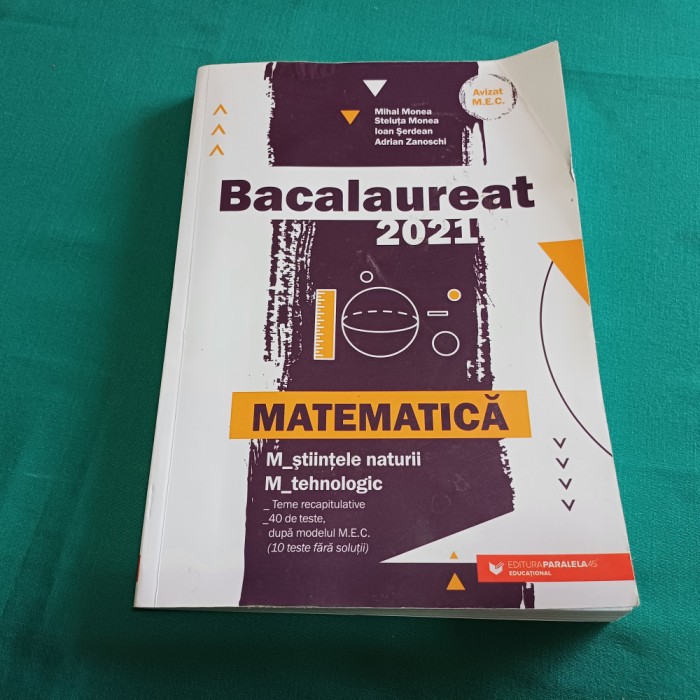 Mihai Monea
Steluța Monea
Ioan Șerdean
Adrian Zanoschi
Avizat
M.E.C.
Bacalaureat
2021
MATEMATICĂ
M_științele naturii
M_tehnologic
_ Teme recapitulative
_40 de teste,
după modelul M.E.C.
(10 teste fără soluții)
EDITURA PARALELA 45
EDUCAȚIONAL